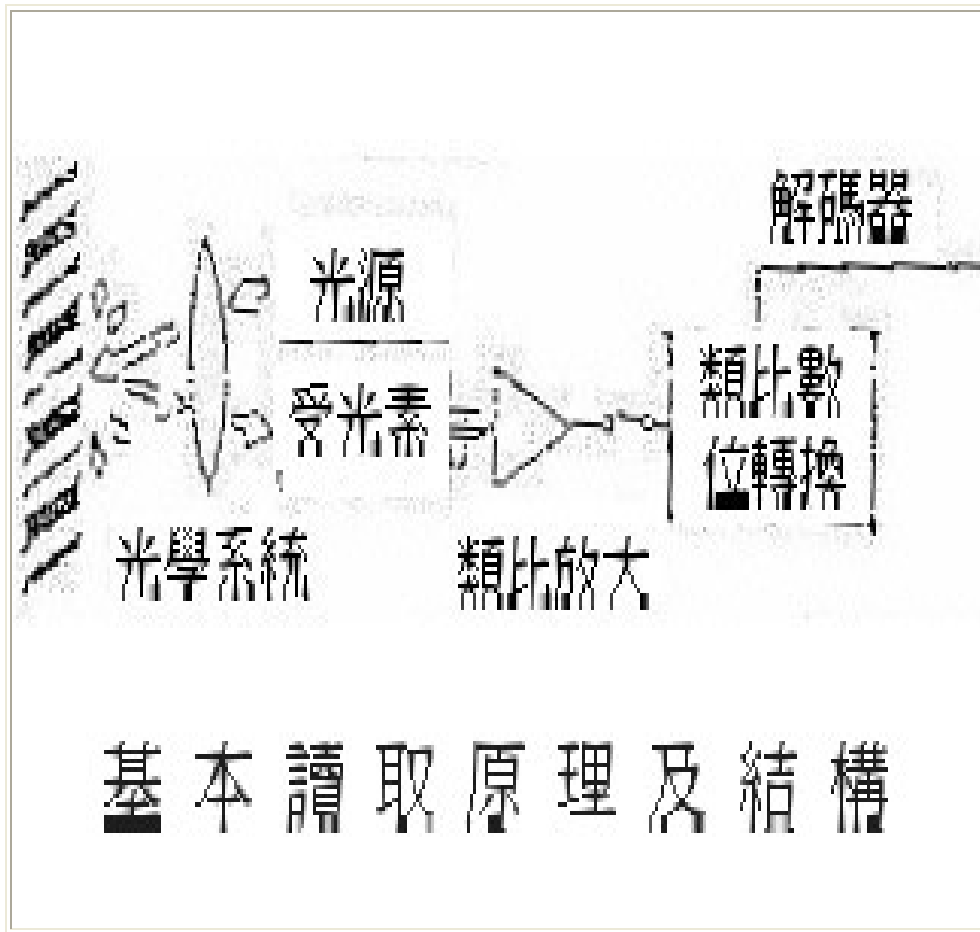 解碼器
光源
受光素
類比數
位轉換
光學系統
類比放大
基本讀取原理及結構